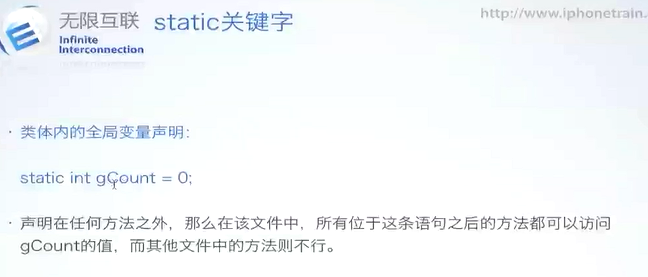 无限互联 static关键字
http://www.iphonetrain.
Infinite
Interconnection
· 类体内的全局变量声明:
static int gCount = 0;
· 声明在任何方法之外，那么在该文件中，所有位于这条语句之后的方法都可以访问
gCount的值，而其他文件中的方法则不行。